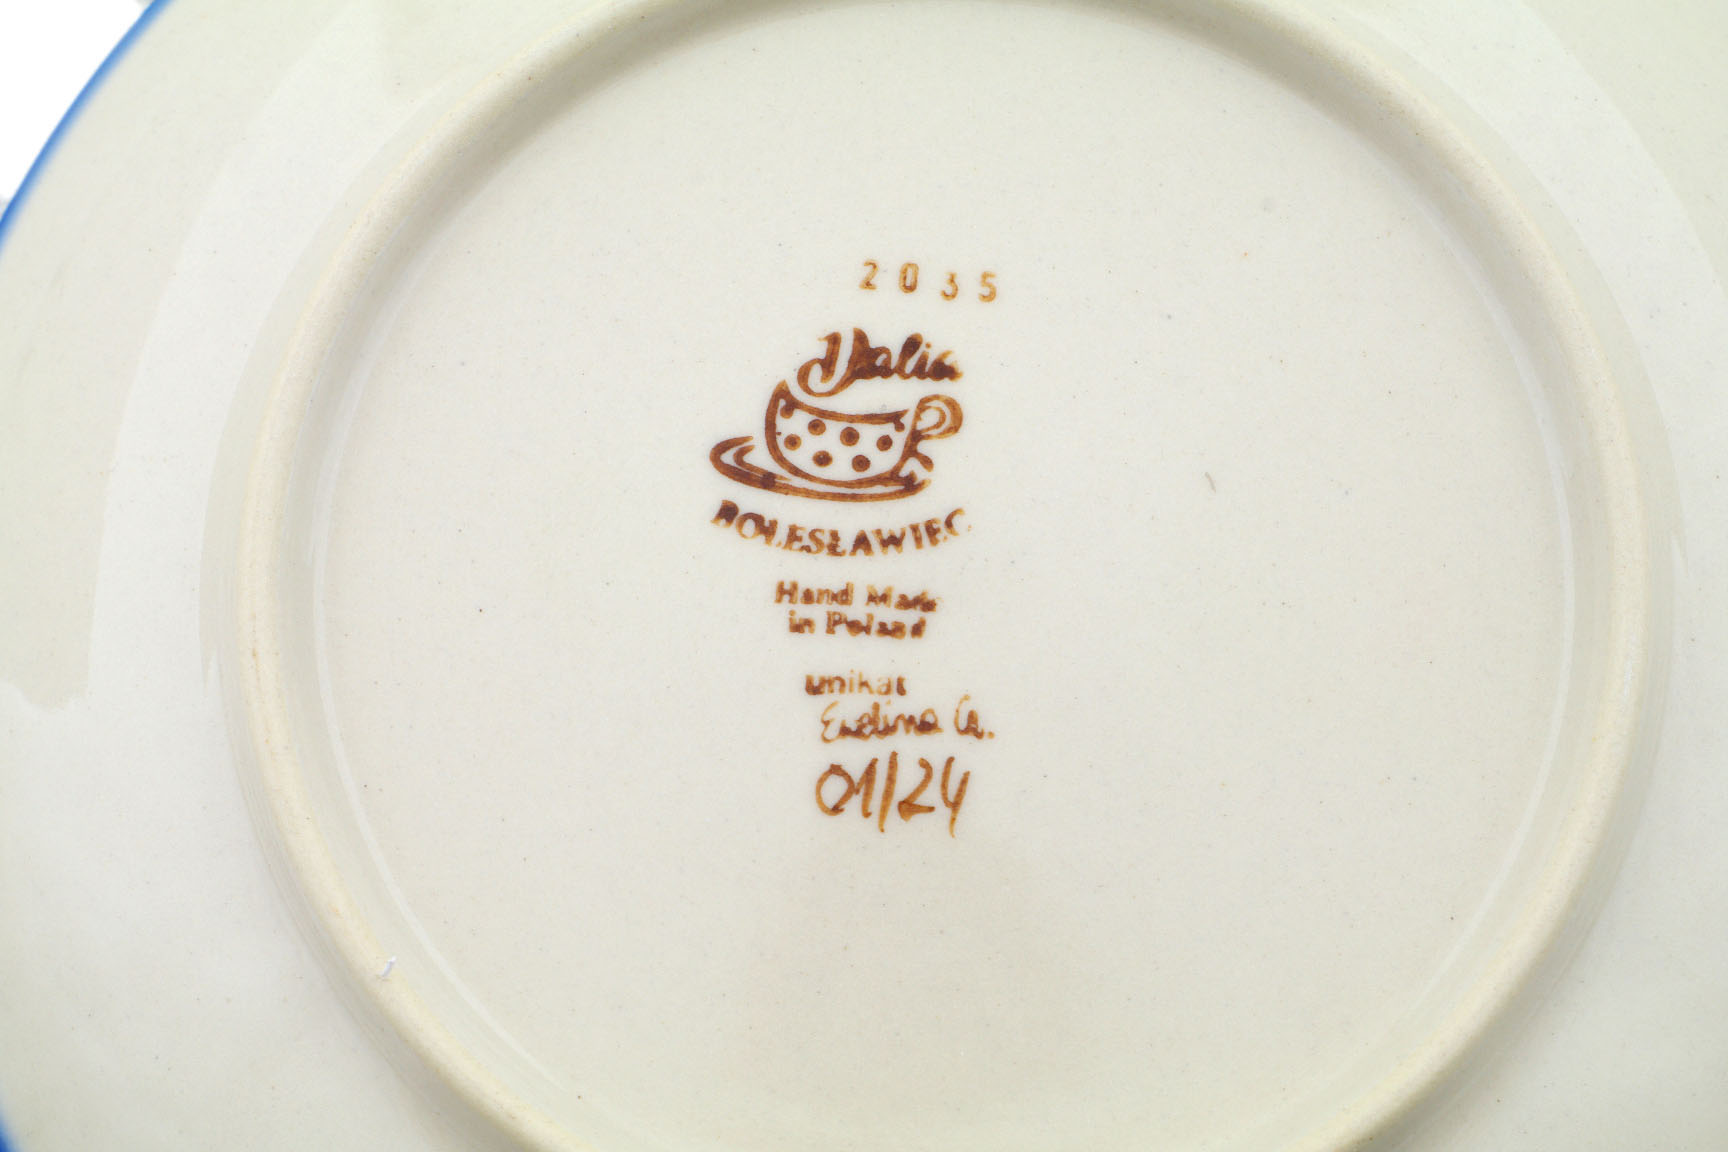 2035
Dalia
BOLESŁAWIEC
Hand Made
in Poland
unikat
Ewelina G.
01/24